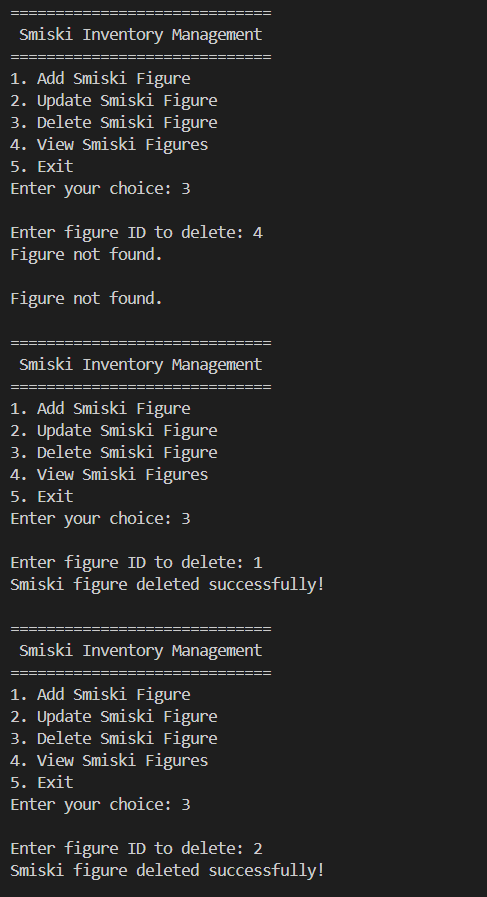 =============================
 Smiski Inventory Management
=============================
1. Add Smiski Figure
2. Update Smiski Figure
3. Delete Smiski Figure
4. View Smiski Figures
5. Exit
Enter your choice: 3

Enter figure ID to delete: 4
Figure not found.

Figure not found.

=============================
 Smiski Inventory Management
=============================
1. Add Smiski Figure
2. Update Smiski Figure
3. Delete Smiski Figure
4. View Smiski Figures
5. Exit
Enter your choice: 3

Enter figure ID to delete: 1
Smiski figure deleted successfully!

=============================
 Smiski Inventory Management
=============================
1. Add Smiski Figure
2. Update Smiski Figure
3. Delete Smiski Figure
4. View Smiski Figures
5. Exit
Enter your choice: 3

Enter figure ID to delete: 2
Smiski figure deleted successfully!